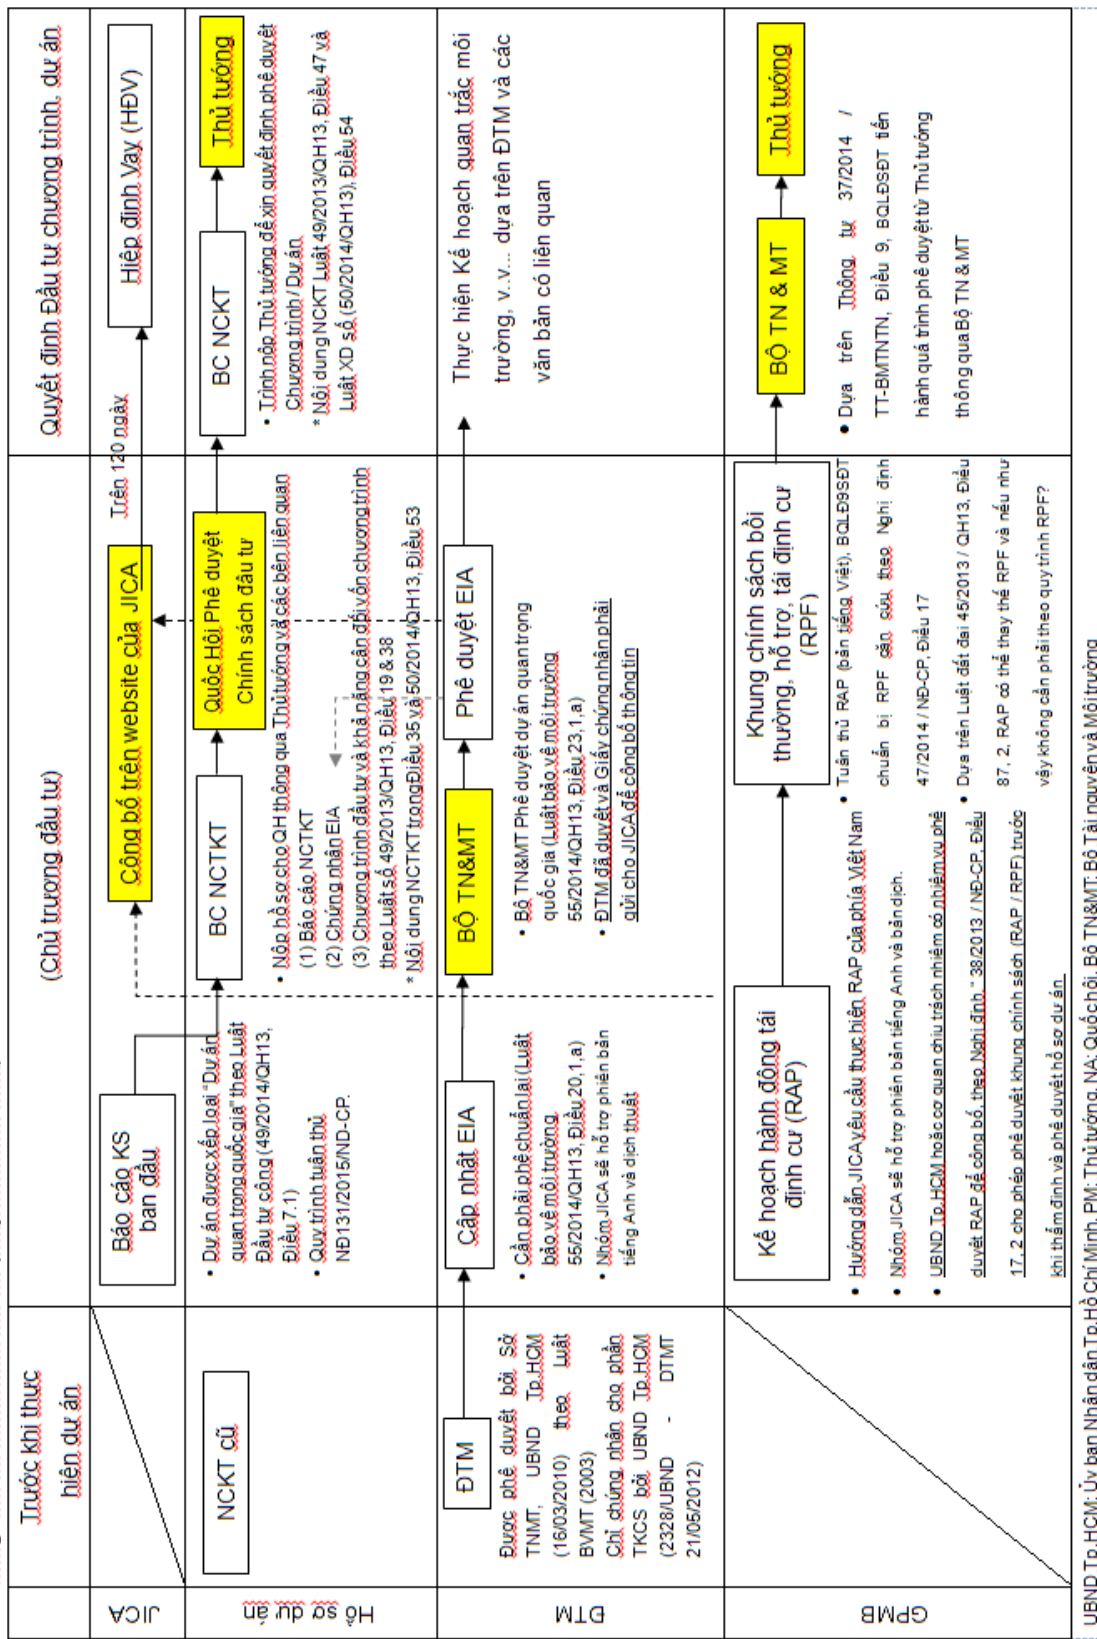 Trước khi thực
hiện dự án
(Chủ trương đầu tư)
Quyết định Đầu tư chương trình, dự án
JICA
Báo cáo KS
ban đầu
Công bố trên website của JICA
Trên 120 ngày
Hiệp định Vay (HĐV)
Hồ sơ dự án
NCKT cũ
• Dự án được xếp loại “Dự án
quan trọng quốc gia” theo Luật
Đầu tư công (49/2014/QH13,
Điều 7.1)
• Quy trình tuân thủ
NĐ131/2015/ND-CP.
BC NCTKT
Quốc Hội Phê duyệt
Chính sách đầu tư
• Nộp hồ sơ cho QH thông qua Thủ tướng và các bên liên quan
(1) Báo cáo NCTKT
(2) Chứng nhận EIA
(3) Chương trình đầu tư và khả năng cân đối vốn chương trình
theo Luật số 49/2013/QH13, Điều 19 & 38
* Nội dung NCTKT trong Điều 35 và 50/2014/QH13, Điều 53
BC NCKT
Thủ tướng
• Trình nộp Thủ tướng để xin quyết định phê duyệt
Chương trình / Dự án
* Nội dung NCKT Luật 49/2013/QH13, Điều 47 và
Luật XD số (50/2014/QH13), Điều 54
ĐTM
ĐTM
Được phê duyệt bởi Sở
TNMT, UBND Tp.HCM
(16/03/2010) theo Luật
BVMT (2003)
Chỉ chứng nhận cho phần
TKCS bởi UBND Tp.HCM
(2328/UBND - DTMT
21/05/2012)
Cập nhật EIA
• Cần phải phê chuẩn lại (Luật
bảo vệ môi trường
55/2014/QH13, Điều 20,1,a)
• Nhóm JICA sẽ hỗ trợ phiên bản
tiếng Anh và dịch thuật
BỘ TN&MT
Phê duyệt EIA
• Bộ TN&MT Phê duyệt dự án quan trọng
quốc gia (Luật bảo vệ môi trường
55/2014/QH13, Điều 23,1,a)
• ĐTM đã duyệt và Giấy chứng nhận phải
gửi cho JICA để công bố thông tin
Thực hiện Kế hoạch quan trắc môi
trường, v.v... dựa trên ĐTM và các
văn bản có liên quan
GPMB
Kế hoạch hành động tái
định cư (RAP)
• Hướng dẫn JICA yêu cầu thực hiện RAP của phía Việt Nam
• Nhóm JICA sẽ hỗ trợ phiên bản tiếng Anh và bản dịch.
• UBND Tp.HCM hoặc cơ quan chịu trách nhiệm có nhiệm vụ phê
duyệt RAP để công bố, theo Nghị định " 38/2013 / NĐ-CP, Điều
17, 2 cho phép phê duyệt khung chính sách (RAP / RPF) trước
khi thẩm định và phê duyệt hồ sơ dự án
Khung chính sách bồi
thường, hỗ trợ, tái định cư
(RPF)
• Tuân thủ RAP (bản tiếng Việt), BQLĐ9SĐT
chuẩn bị RPF căn cứu theo Nghị định
47/2014 / NĐ-CP, Điều 17
• Dựa trên Luật đất đai 45/2013 / QH13, Điều
87, 2, RAP có thể thay thế RPF và nếu như
vậy không cần phải theo quy trình RPF?
BỘ TN & MT
Thủ tướng
• Dựa trên Thông tư 37/2014 /
TT-BMTNTN, Điều 9, BQLĐSĐT tiến
hành quá trình phê duyệt từ Thủ tướng
thông qua Bộ TN & MT
UBND Tp.HCM: Ủy ban Nhân dân Tp.Hồ Chí Minh, PM: Thủ tướng, NA: Quốc hội, Bộ TN&MT: Bộ Tài nguyên và Môi trường